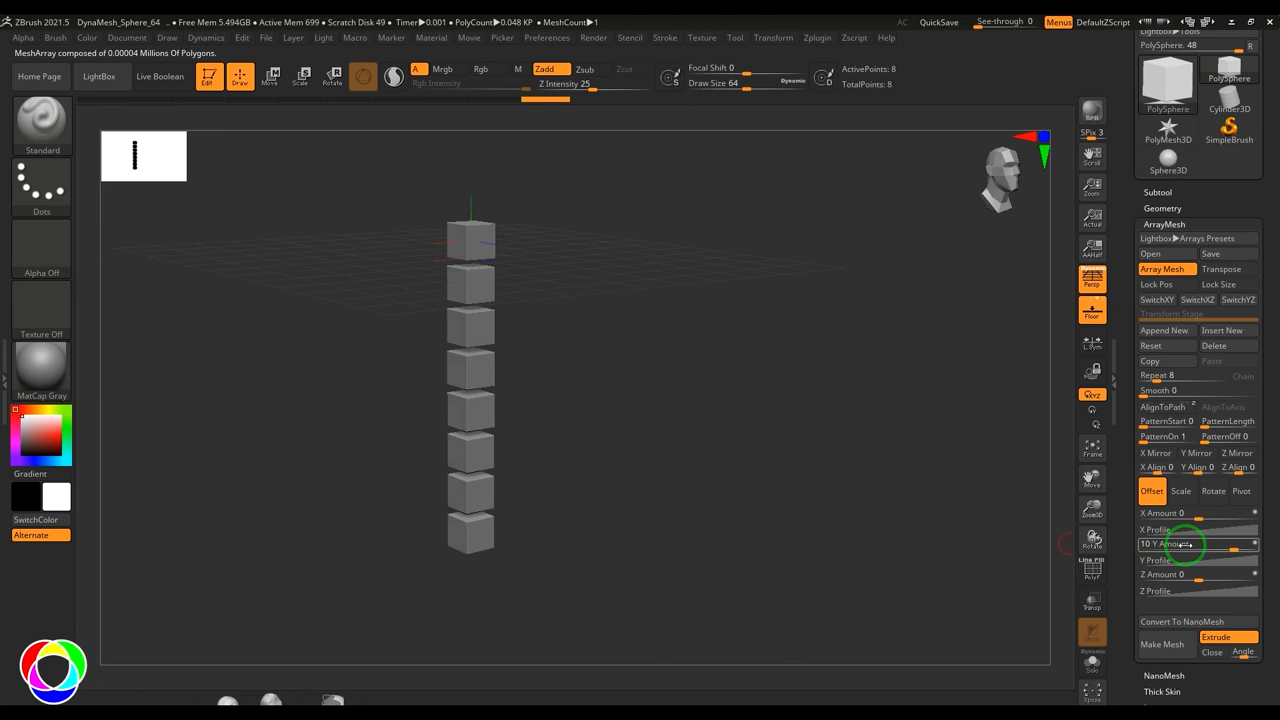 ZBrush 2021.5 DynaMesh_Sphere_64 • Free Mem 5.494GB • Active Mem 699 • Scratch Disk 49 • Timer▶0.001 • PolyCount▶0.048 KP • MeshCount▶1 AC QuickSave See-through 0 Menus DefaultZScript
Alpha Brush Color Document Draw Dynamics Edit File Layer Light Macro Marker Material Movie Picker Preferences Render Stencil Stroke Texture Tool Transform Zplugin Zscript Help
MeshArray composed of 0.00004 Millions Of Polygons.
Home Page
LightBox
Live Boolean
Edit
Draw
Move
Scale
Rotate
A
Mrgb
Rgb
M
Rgb Intensity
Zadd
Zsub
Zcut
Z Intensity 25
S
Focal Shift 0
Draw Size 64
Dynamic
D
ActivePoints: 8
TotalPoints: 8
Standard
Dots
Alpha Off
Texture Off
MatCap Gray
Gradient
SwitchColor
Alternate
BPR
SPix 3
Scroll
Zoom
Actual
AAHalf
Persp
Floor
L.Sym
XYZ
Frame
Move
Zoom3D
Rotate
Line Fill
PolyF
Transp
Dynamic
Solo
Xpose
Lightbox▶Tools
PolySphere. 48 R
PolySphere
PolySphere
Cylinder3D
PolyMesh3D
SimpleBrush
Sphere3D
Subtool
Geometry
ArrayMesh
Lightbox▶Arrays Presets
Open Save
Array Mesh Transpose
Lock Pos Lock Size
SwitchXY SwitchXZ SwitchYZ
Transform Stage
Append New Insert New
Reset Delete
Copy Paste
Repeat 8 Chain
Smooth 0
AlignToPath AlignToAxis
PatternStart 0 PatternLength
PatternOn 1 PatternOff 0
X Mirror Y Mirror Z Mirror
X Align 0 Y Align 0 Z Align 0
Offset Scale Rotate Pivot
X Amount 0
X Profile
10 Y Amount
Y Profile
Z Amount 0
Z Profile
Convert To NanoMesh
Make Mesh Extrude
Close Angle
NanoMesh
Thick Skin